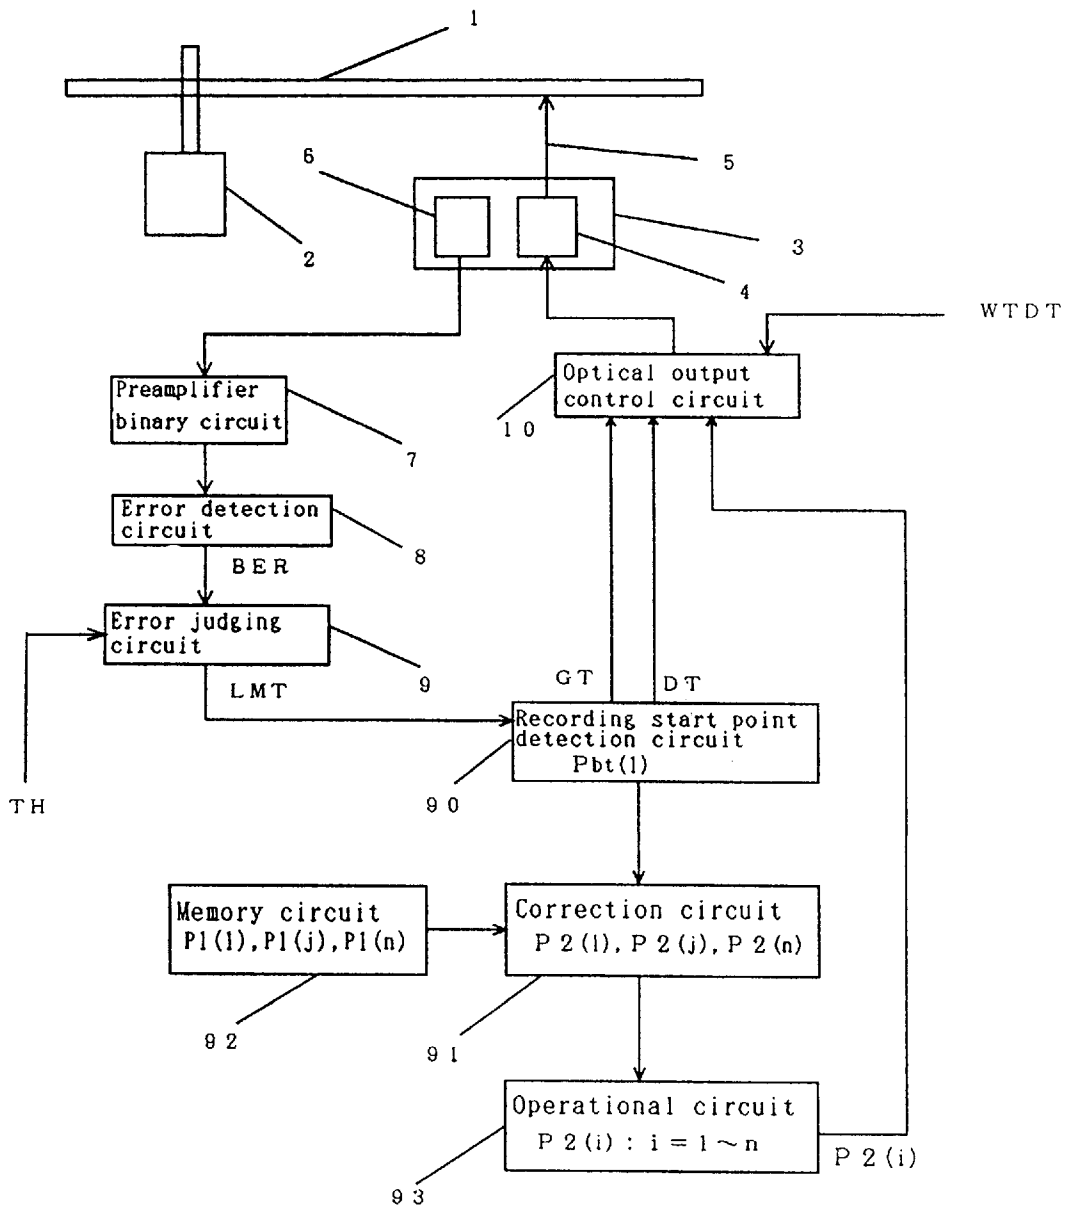 1
6
5
2
3
4
WTDT
Preamplifier
binary circuit
Optical output
control circuit
10
7
Error detection
circuit
8
BER
Error judging
circuit
9
LMT
GT
DT
Recording start point
detection circuit
Pbt(1)
TH
90
Memory circuit
P1(1),P1(j),P1(n)
Correction circuit
P2(1),P2(j),P2(n)
92
91
Operational circuit
P2(i) : i = 1 ~ n
P2(i)
93